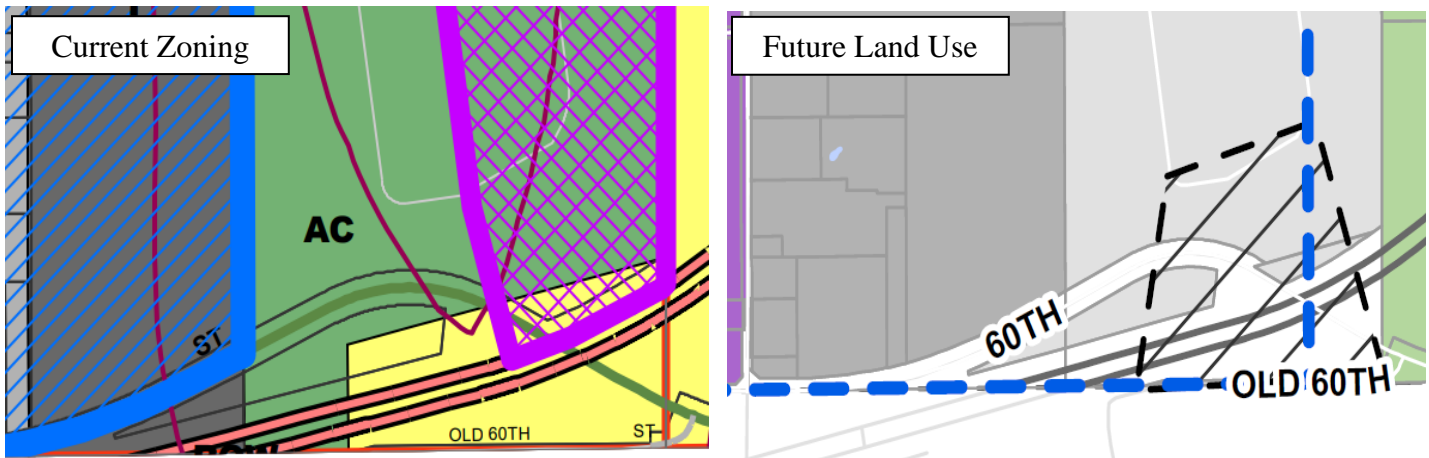 Current Zoning
Future Land Use
AC
ST
60TH
OLD 60TH
ST
OLD 60TH